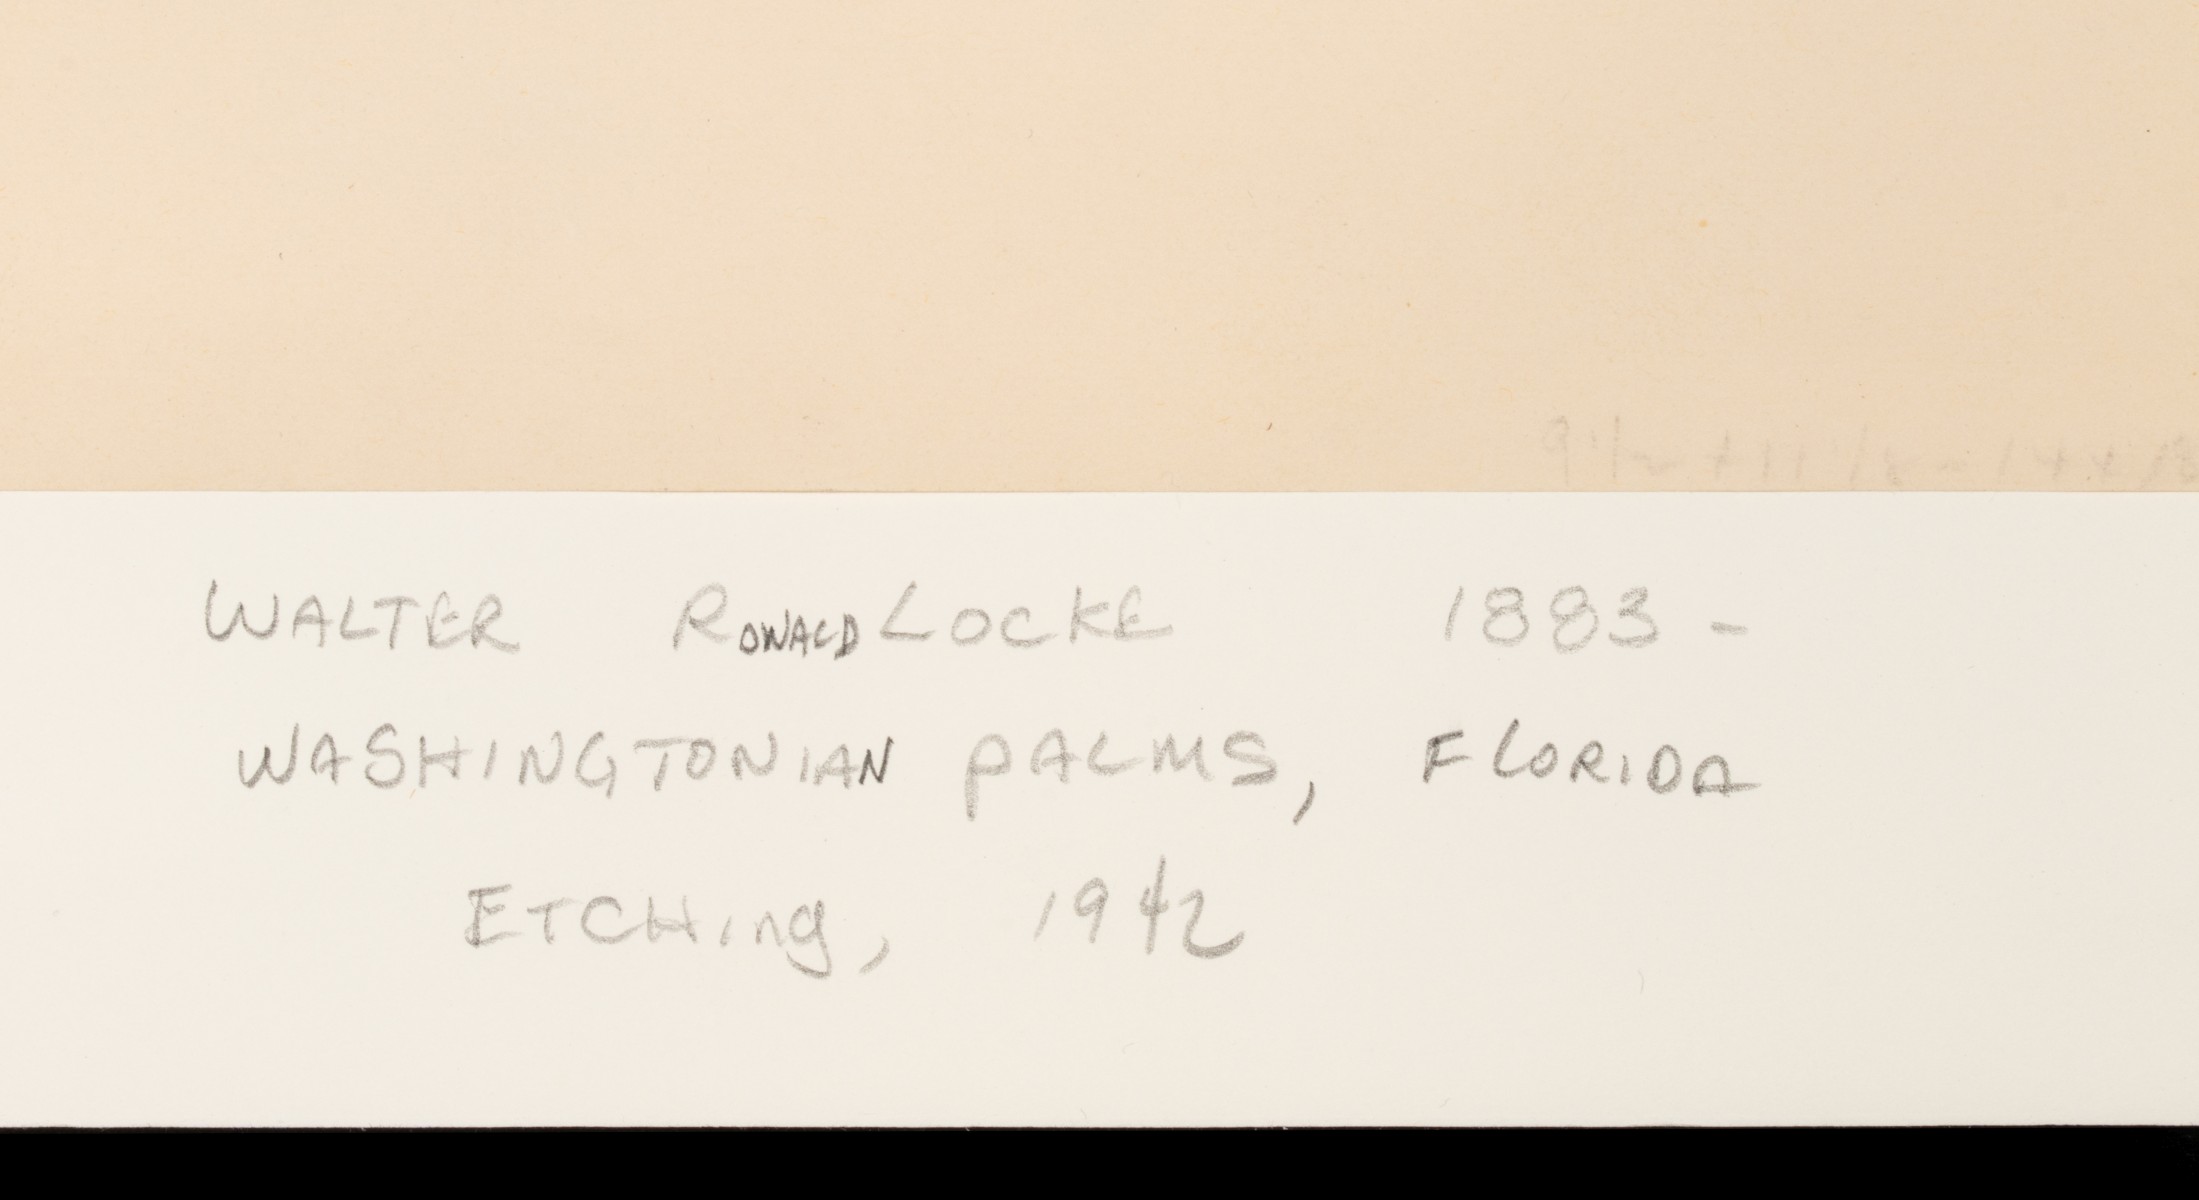 WALTER RONALD LOCKE 1883 -
WASHINGTONIAN PALMS, FLORIDA
ETCHing, 1942